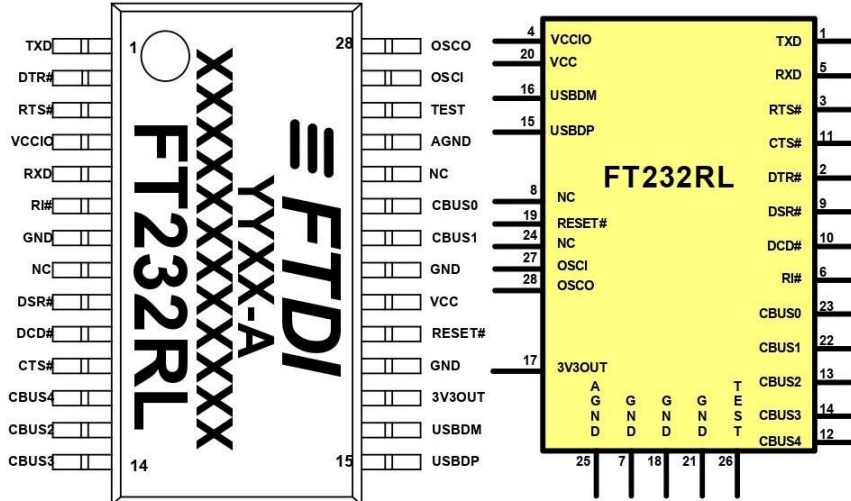 TXD
DTR#
RTS#
VCCIO
RXD
RI#
GND
NC
DSR#
DCD#
CTS#
CBUS4
CBUS2
CBUS3
1
28
14
15
FT232RL
XXXXXXXXXXXX
YYXX-A
FTDI
OSCO
OSCI
TEST
AGND
NC
CBUS0
CBUS1
GND
VCC
RESET#
GND
3V3OUT
USBDM
USBDP
4 VCCIO
20 VCC
16 USBDM
15 USBDP
8 NC
19 RESET#
24 NC
27 OSCI
28 OSCO
17 3V3OUT
FT232RL
TXD 1
RXD 5
RTS# 3
CTS# 11
DTR# 2
DSR# 9
DCD# 10
RI# 6
CBUS0 23
CBUS1 22
CBUS2 13
CBUS3 14
CBUS4 12
AGND
GND
GND
GND
TEST
25 7 18 21 26